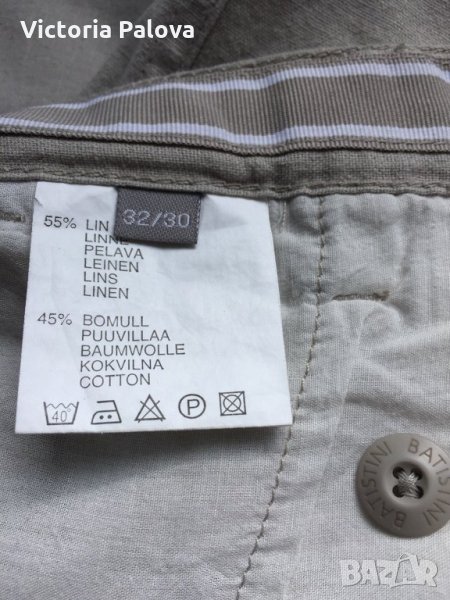 Victoria Palova
32/30
55% LIN
LINNE
PELAVA
LEINEN
LINS
LINEN
45% BOMULL
PUUVILLAA
BAUMWOLLE
KOKVILNA
COTTON
40°
P
BATISTINI BATISTINI
BAZAR